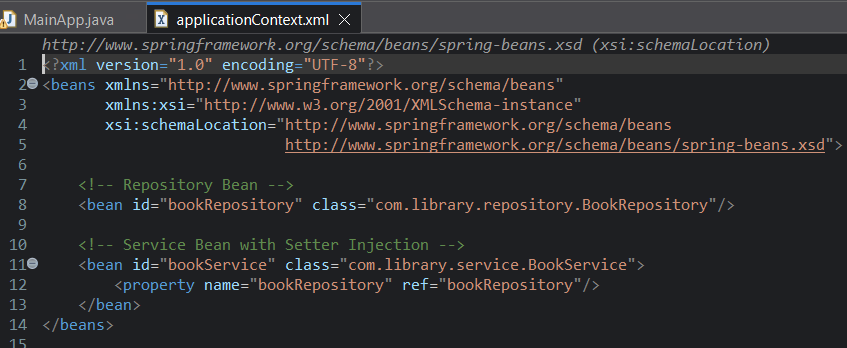 MainApp.java applicationContext.xml
http://www.springframework.org/schema/beans/spring-beans.xsd (xsi:schemaLocation)
1 <?xml version="1.0" encoding="UTF-8"?>
2 <beans xmlns="http://www.springframework.org/schema/beans"
3 xmlns:xsi="http://www.w3.org/2001/XMLSchema-instance"
4 xsi:schemaLocation="http://www.springframework.org/schema/beans
5 http://www.springframework.org/schema/beans/spring-beans.xsd">
6
7 <!-- Repository Bean -->
8 <bean id="bookRepository" class="com.library.repository.BookRepository"/>
9
10 <!-- Service Bean with Setter Injection -->
11 <bean id="bookService" class="com.library.service.BookService">
12 <property name="bookRepository" ref="bookRepository"/>
13 </bean>
14 </beans>
15